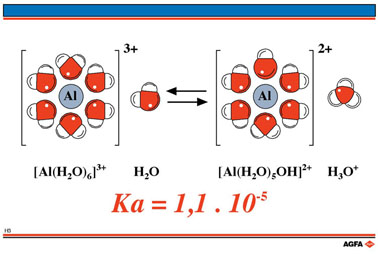 3+ 2+
Al Al
[Al(H₂O)₆]³⁺ H₂O [Al(H₂O)₅OH]²⁺ H₃O⁺
Ka = 1,1 . 10⁻⁵
AGFA